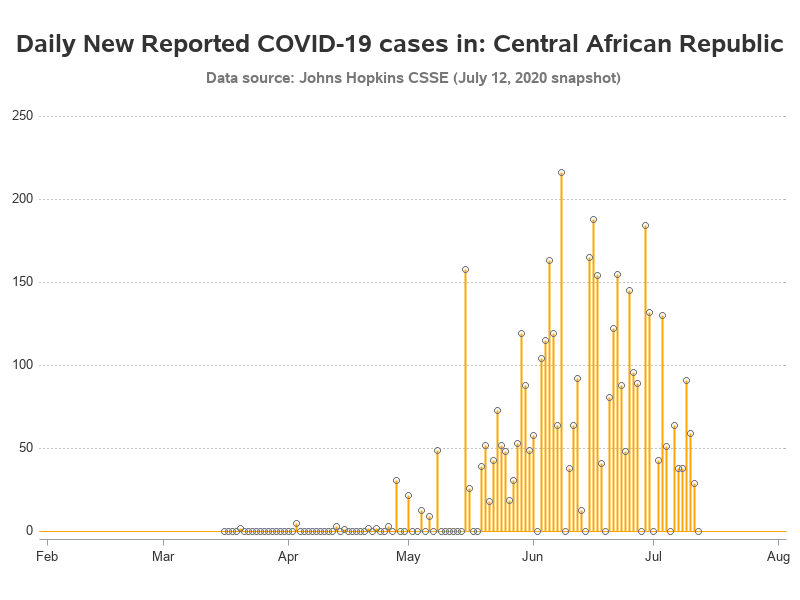 Daily New Reported COVID-19 cases in: Central African Republic
Data source: Johns Hopkins CSSE (July 12, 2020 snapshot)
250
200
150
100
50
0
Feb Mar Apr May Jun Jul Aug